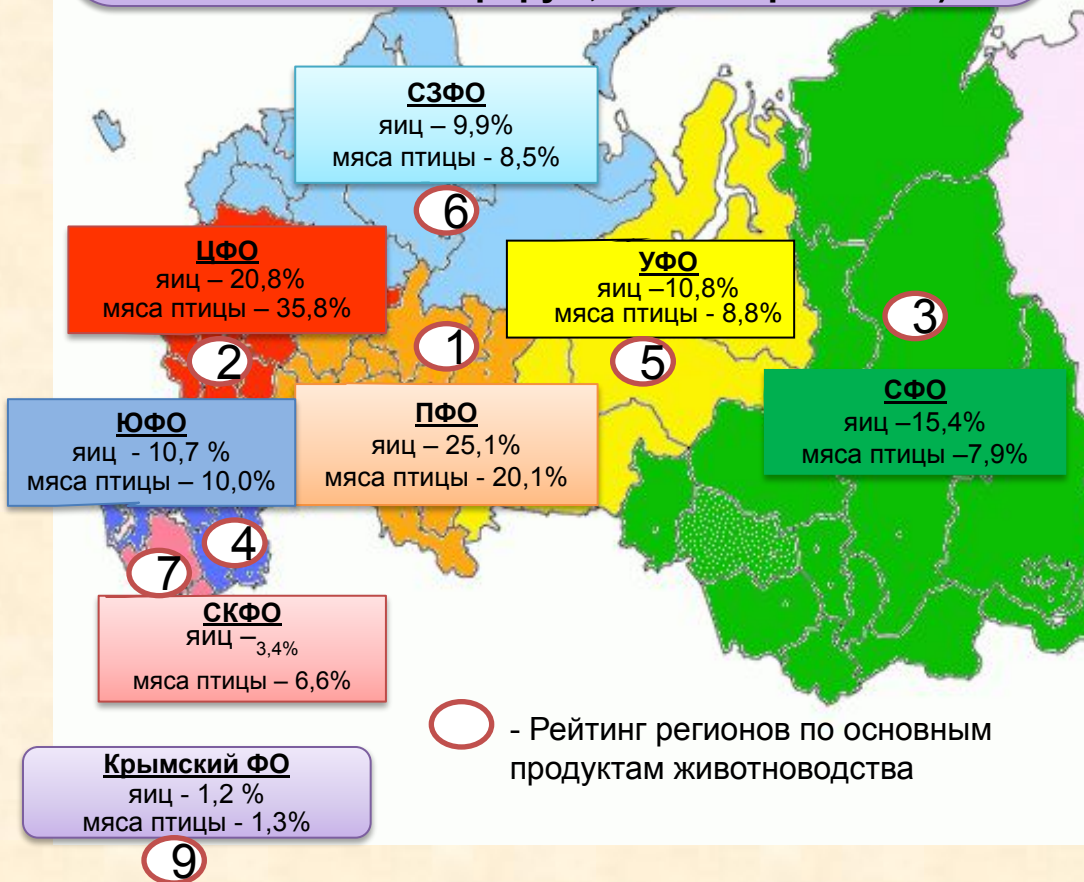 СЗФО
яиц – 9,9%
мяса птицы - 8,5%
6
ЦФО
яиц – 20,8%
мяса птицы – 35,8%
2
УФО
яиц –10,8%
мяса птицы - 8,8%
5
1
3
ЮФО
яиц - 10,7 %
мяса птицы – 10,0%
4
ПФО
яиц – 25,1%
мяса птицы - 20,1%
СФО
яиц –15,4%
мяса птицы –7,9%
7
СКФО
яиц –3,4%
мяса птицы – 6,6%
- Рейтинг регионов по основным
продуктам животноводства
Крымский ФО
яиц - 1,2 %
мяса птицы - 1,3%
9